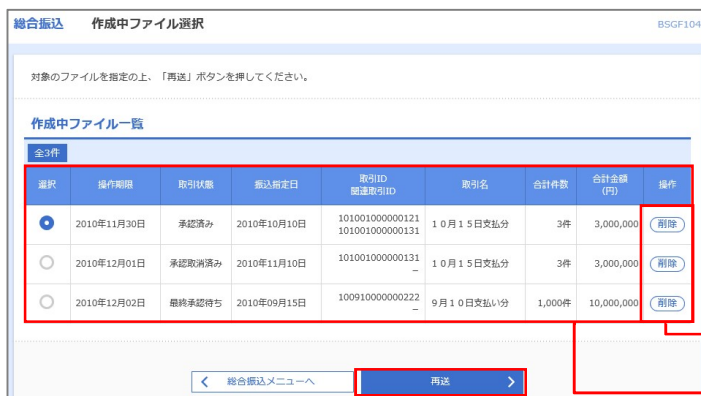 総合振込 作成中ファイル選択 BSGF104
対象のファイルを指定の上、「再送」ボタンを押してください。
作成中ファイル一覧
全3件
選択 操作期限 取引状態 振込指定日 取引ID 関連取引ID 取引名 合計件数 合計金額(円) 操作
2010年11月30日 承認済み 2010年10月10日 101001000000121 101001000000131 10月15日支払分 3件 3,000,000 削除
2010年12月01日 承認取消済み 2010年11月10日 101001000000131 – 10月15日支払分 3件 3,000,000 削除
2010年12月02日 最終承認待ち 2010年09月15日 100910000000222 – 9月10日支払い分 1,000件 10,000,000 削除
総合振込メニューへ 再送